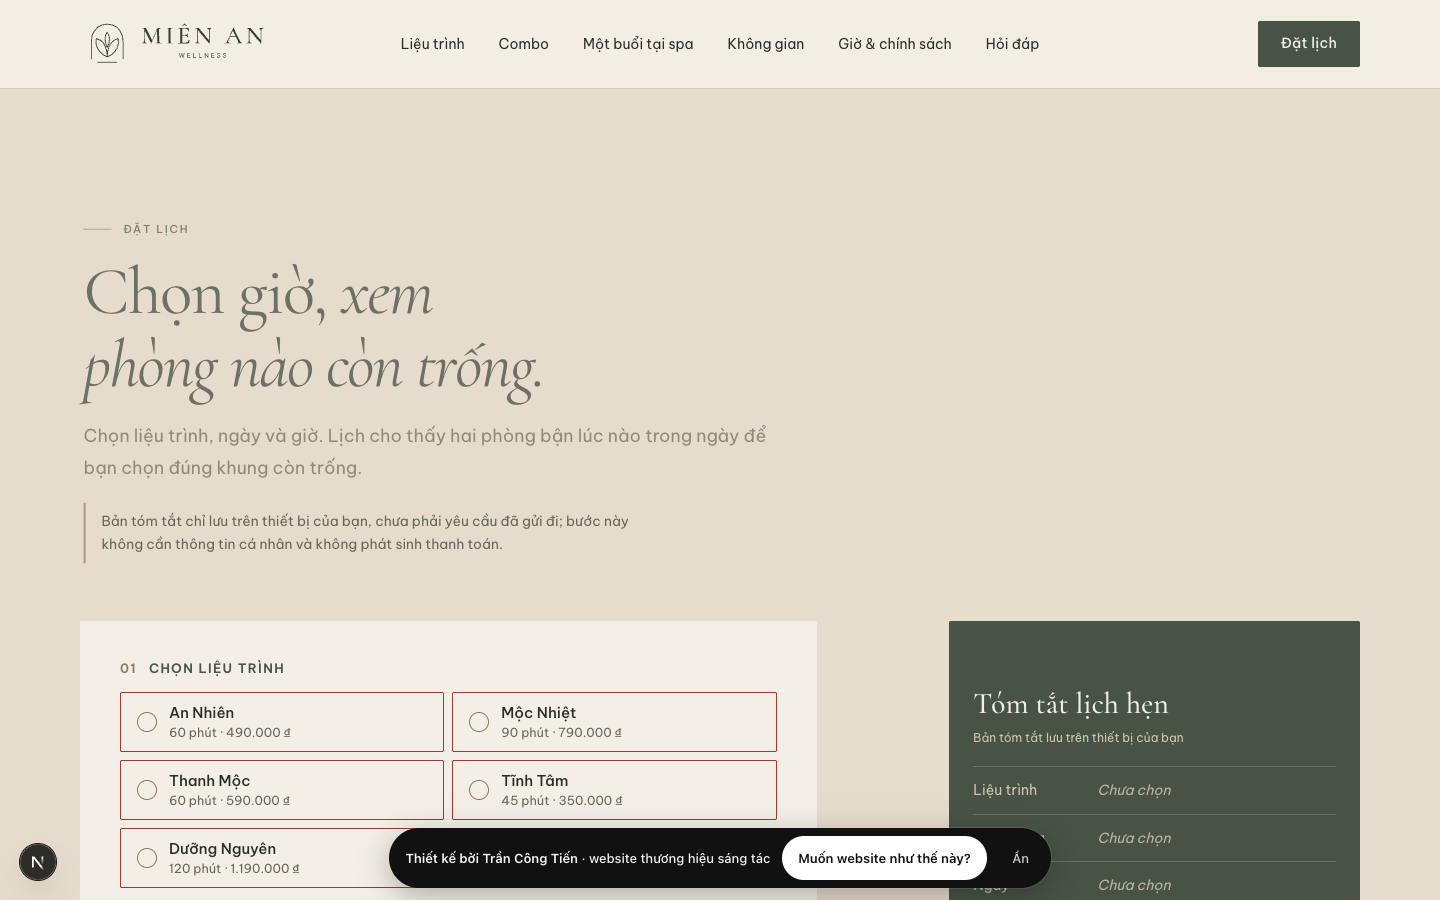 MIÊN AN
WELLNESS
Liệu trình
Combo
Một buổi tại spa
Không gian
Giờ & chính sách
Hỏi đáp
Đặt lịch
ĐẶT LỊCH
Chọn giờ, xem
phòng nào còn trống.
Chọn liệu trình, ngày và giờ. Lịch cho thấy hai phòng bận lúc nào trong ngày để
bạn chọn đúng khung còn trống.
Bản tóm tắt chỉ lưu trên thiết bị của bạn, chưa phải yêu cầu đã gửi đi; bước này
không cần thông tin cá nhân và không phát sinh thanh toán.
01 CHỌN LIỆU TRÌNH
An Nhiên
60 phút · 490.000 ₫
Mộc Nhiệt
90 phút · 790.000 ₫
Thanh Mộc
60 phút · 590.000 ₫
Tĩnh Tâm
45 phút · 350.000 ₫
Dưỡng Nguyên
120 phút · 1.190.000 ₫
Tóm tắt lịch hẹn
Bản tóm tắt lưu trên thiết bị của bạn
Liệu trình Chưa chọn
Chưa chọn
Ngày Chưa chọn
Thiết kế bởi Trần Công Tiến · website thương hiệu sáng tác
Muốn website như thế này?
Ẩn
N